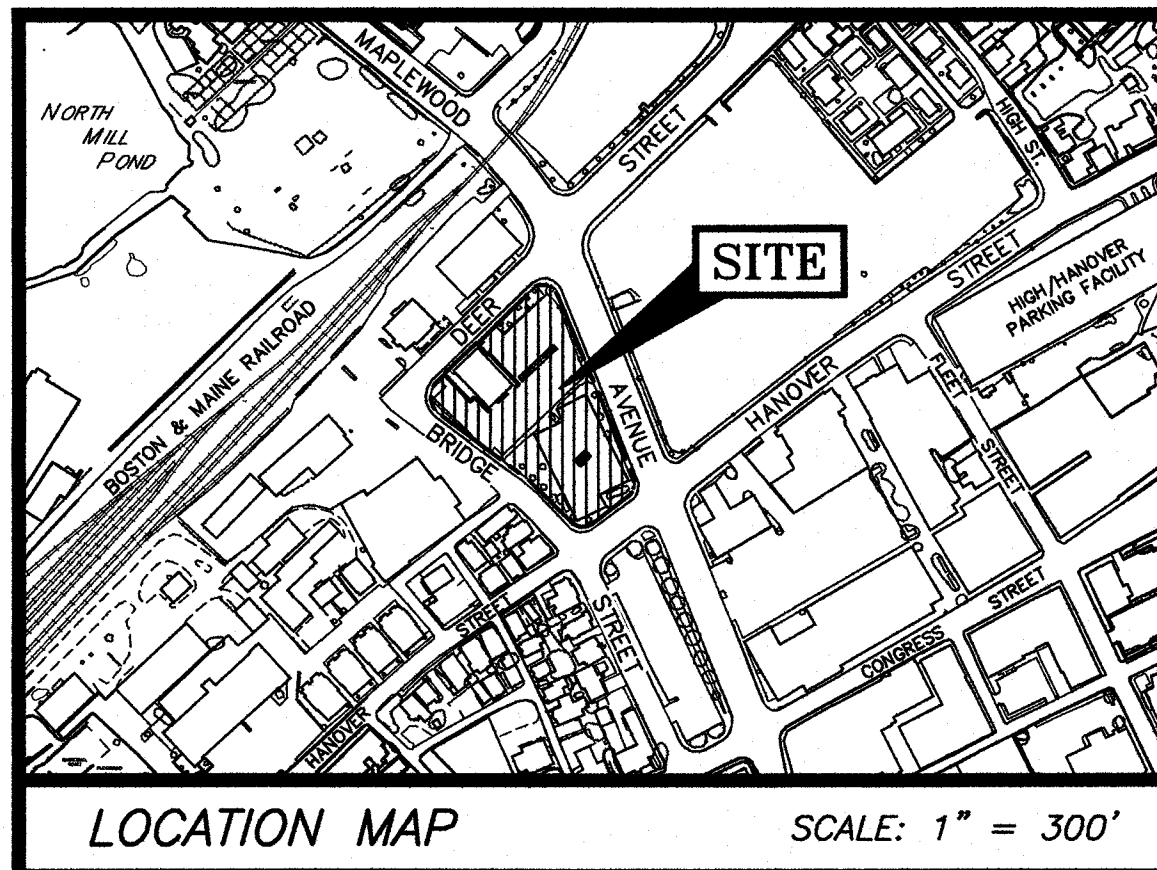 MAPLEWOOD
NORTH
MILL
POND
STREET
HIGH ST.
SITE
STREET
HIGH/HANOVER
PARKING FACILITY
DEER
BOSTON & MAINE RAILROAD
AVENUE
HANOVER
FLEET
STREET
BRIDGE
STREET
STREET
STREET
CONGRESS
HANOVER
LOCATION MAP
SCALE: 1" = 300'